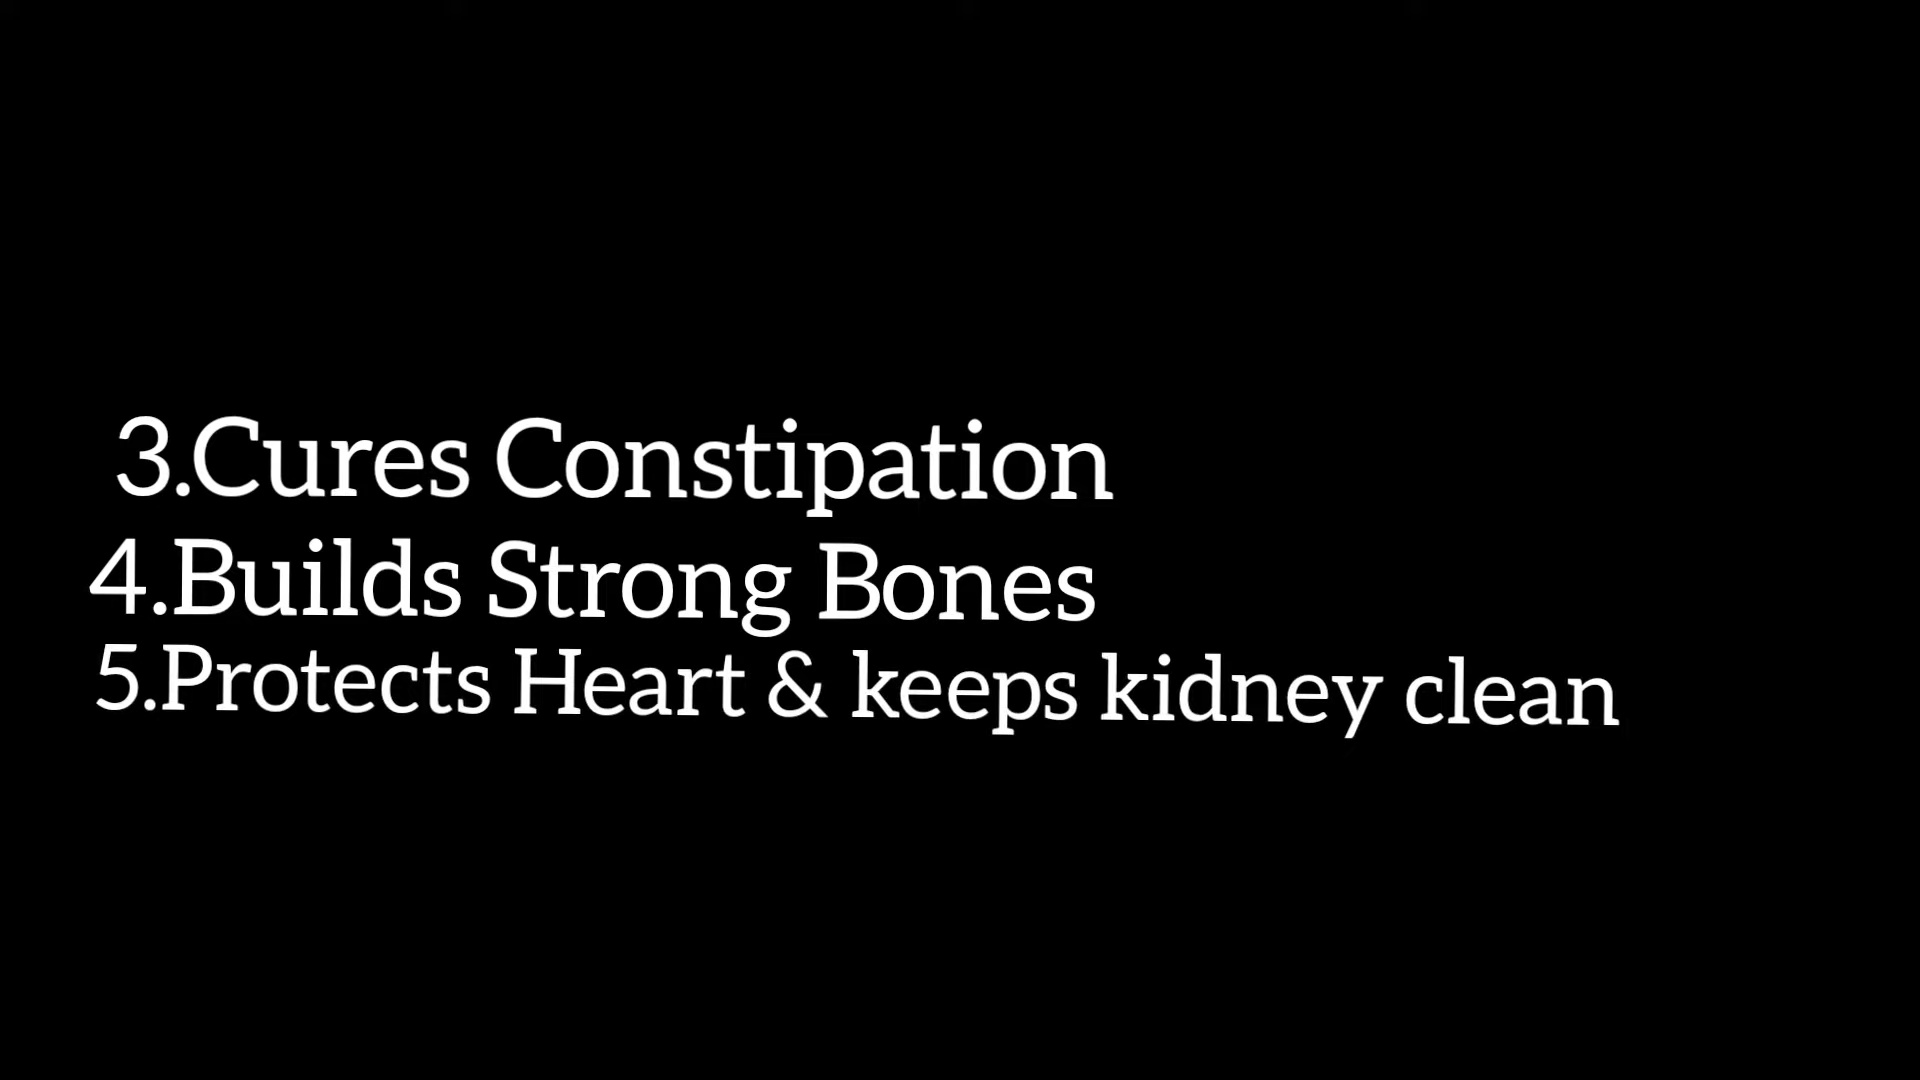 3.Cures Constipation
4.Builds Strong Bones
5.Protects Heart & keeps kidney clean